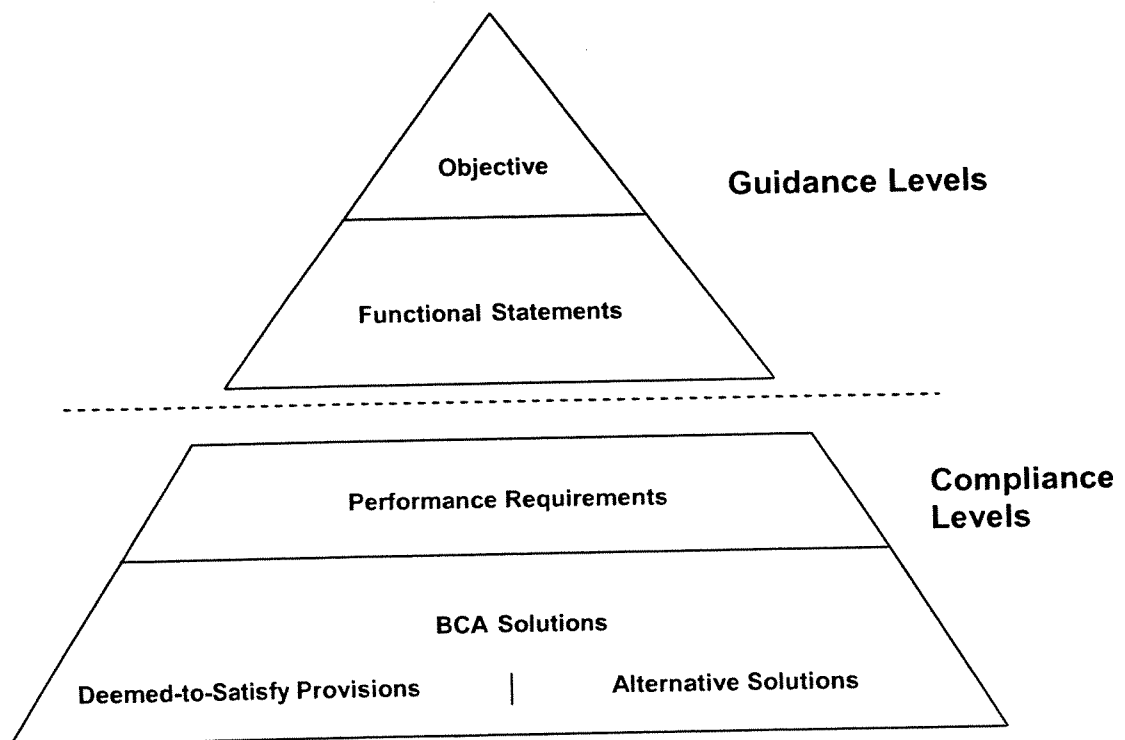 Objective
Guidance Levels
Functional Statements
Performance Requirements
Compliance
Levels
BCA Solutions
Deemed-to-Satisfy Provisions | Alternative Solutions